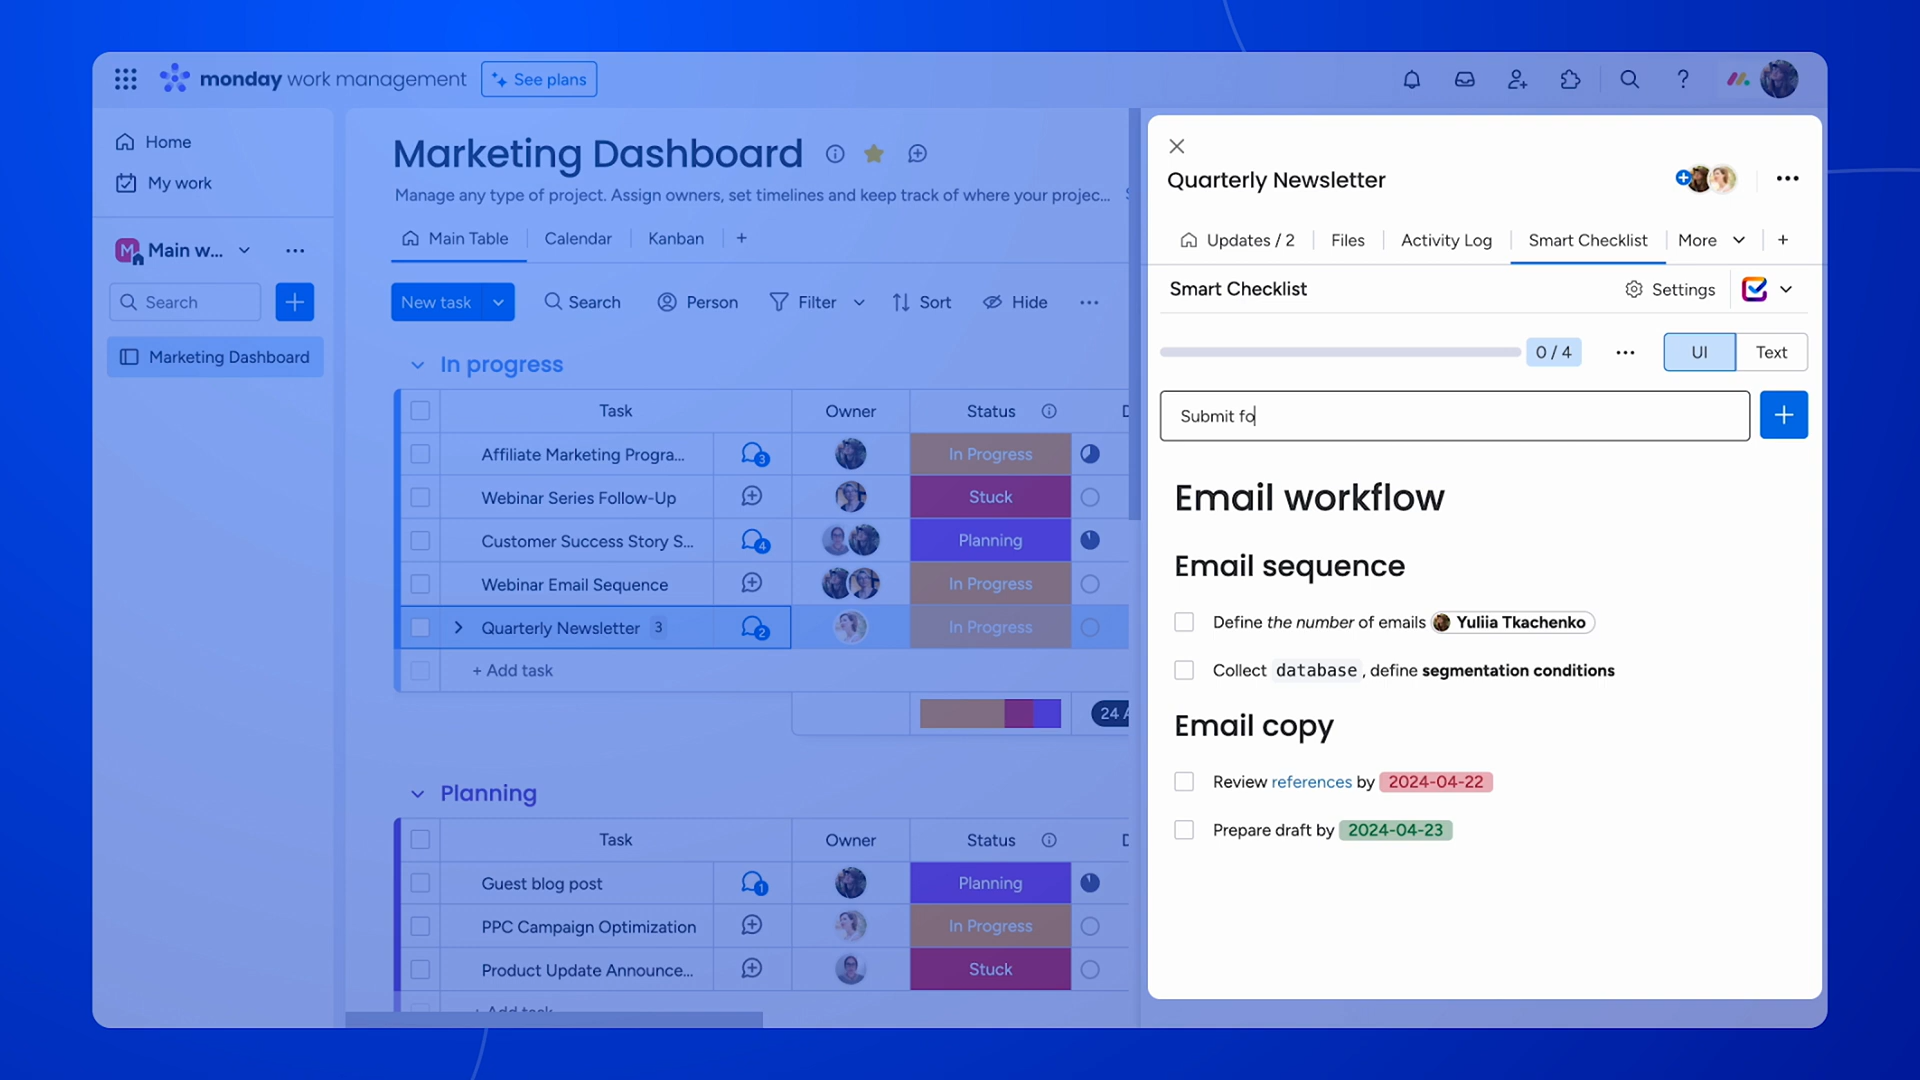 monday work management
See plans
Home
My work
M
Main w...
Search
Marketing Dashboard
Marketing Dashboard
Manage any type of project. Assign owners, set timelines and keep track of where your projec...
Main Table
Calendar
Kanban
+
New task
Search
Person
Filter
Sort
Hide
In progress
Task
Owner
Status
Affiliate Marketing Progra...
3
In Progress
Webinar Series Follow-Up
Stuck
Customer Success Story S...
4
Planning
Webinar Email Sequence
In Progress
Quarterly Newsletter
3
2
In Progress
+ Add task
24 A
Planning
Task
Owner
Status
Guest blog post
1
Planning
PPC Campaign Optimization
In Progress
Product Update Announce...
Stuck
+ Add task
Quarterly Newsletter
Updates / 2
Files
Activity Log
Smart Checklist
More
+
Smart Checklist
Settings
0 / 4
UI
Text
Submit fo
+
Email workflow
Email sequence
Define the number of emails Yuliia Tkachenko
Collect database, define segmentation conditions
Email copy
Review references by 2024-04-22
Prepare draft by 2024-04-23